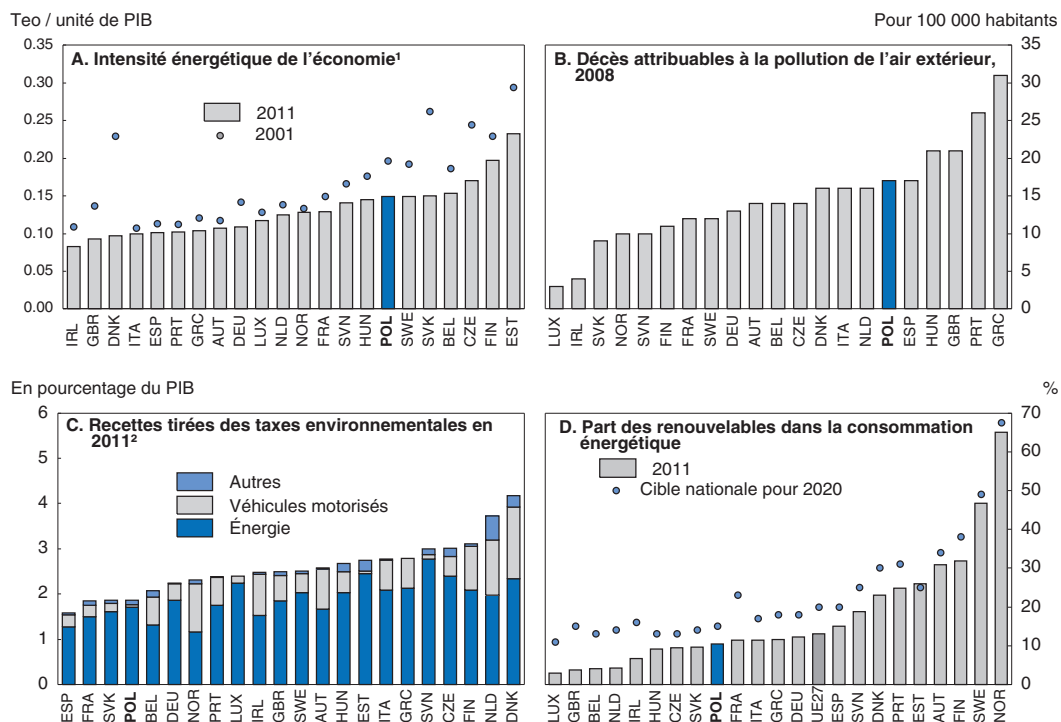 Teo / unité de PIB
A. Intensité énergétique de l'économie¹
2011
2001
0.35
0.30
0.25
0.20
0.15
0.10
0.05
0.00
IRL GBR DNK ITA ESP PRT GRC AUT DEU LUX NLD NOR FRA SVN HUN POL SWE SVK BEL CZE FIN EST
Pour 100 000 habitants
B. Décès attribuables à la pollution de l'air extérieur,
2008
35
30
25
20
15
10
5
0
LUX IRL SVK NOR SVN FIN FRA SWE DEU AUT BEL CZE DNK ITA NLD POL ESP HUN GBR PRT GRC
En pourcentage du PIB
C. Recettes tirées des taxes environnementales en
2011²
Autres
Véhicules motorisés
Énergie
6
5
4
3
2
1
0
ESP FRA SVK POL BEL DEU NOR PRT LUX IRL GBR SWE AUT HUN EST ITA GRC SVN CZE FIN NLD DNK
%
D. Part des renouvelables dans la consommation
énergétique
2011
Cible nationale pour 2020
70
60
50
40
30
20
10
0
LUX GBR BEL NLD IRL HUN CZE SVK POL FRA ITA GRC DEU UE27 ESP SVN DNK PRT EST AUT FIN SWE NOR